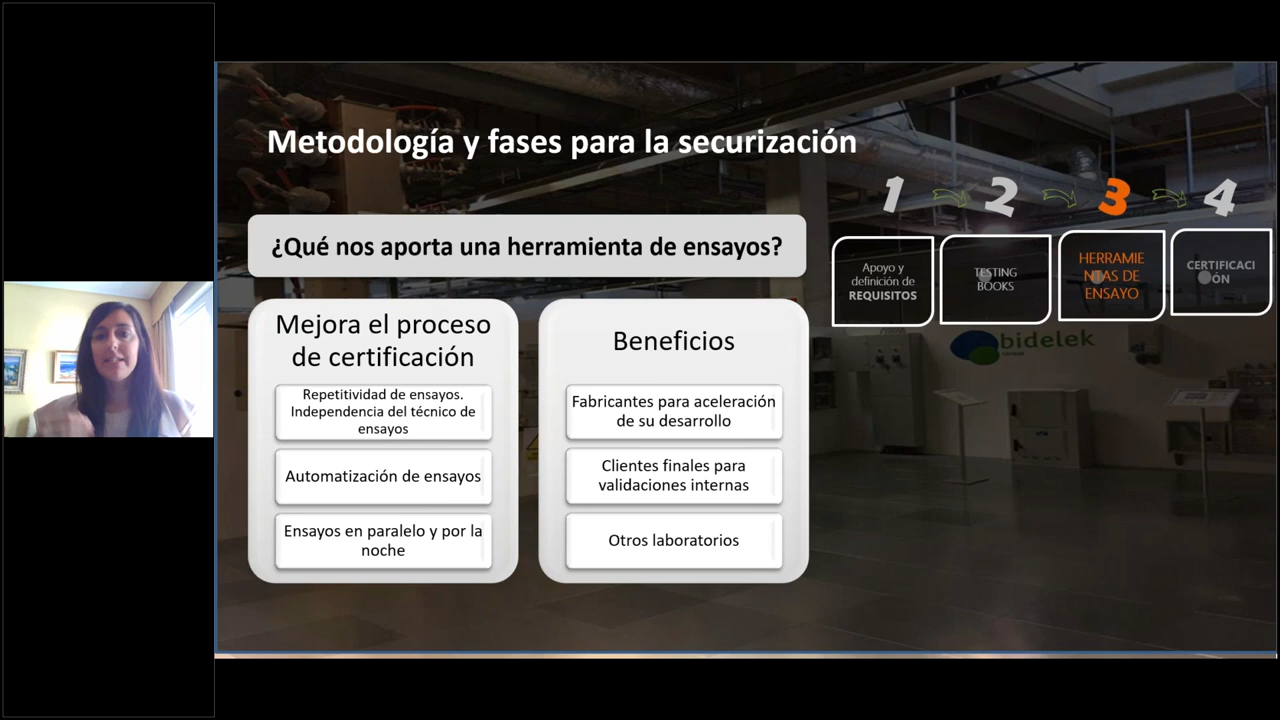 Metodología y fases para la securización
1
2
3
4
¿Qué nos aporta una herramienta de ensayos?
Apoyo y
definición de
REQUISITOS
TESTING
BOOKS
HERRAMIE
NTAS DE
ENSAYO
CERTIFICACI
ÓN
Mejora el proceso
de certificación
Repetitividad de ensayos.
Independencia del técnico de
ensayos
Automatización de ensayos
Ensayos en paralelo y por la
noche
Beneficios
Fabricantes para aceleración
de su desarrollo
Clientes finales para
validaciones internas
Otros laboratorios
bidelek